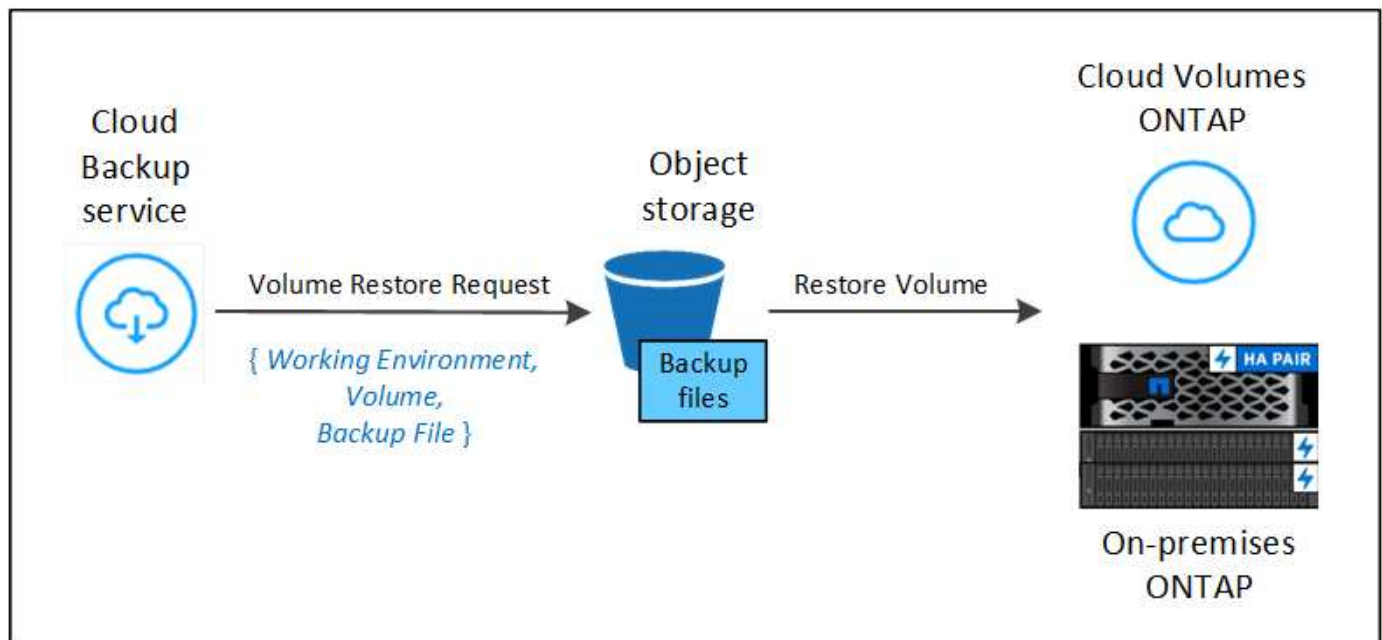 Cloud
Backup
service
Volume Restore Request
{ Working Environment,
Volume,
Backup File }
Object
storage
Backup
files
Restore Volume
Cloud Volumes
ONTAP
HA PAIR
On-premises
ONTAP